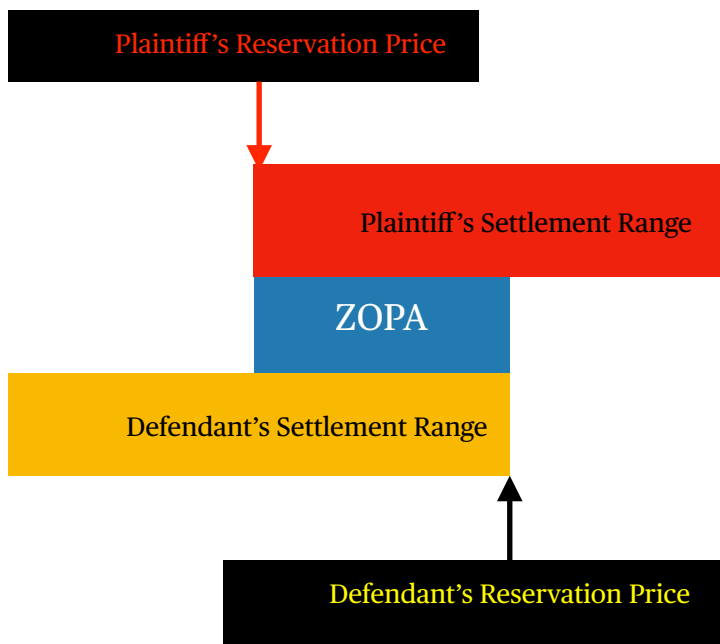 Plaintiff’s Reservation Price
Plaintiff’s Settlement Range
ZOPA
Defendant’s Settlement Range
Defendant’s Reservation Price